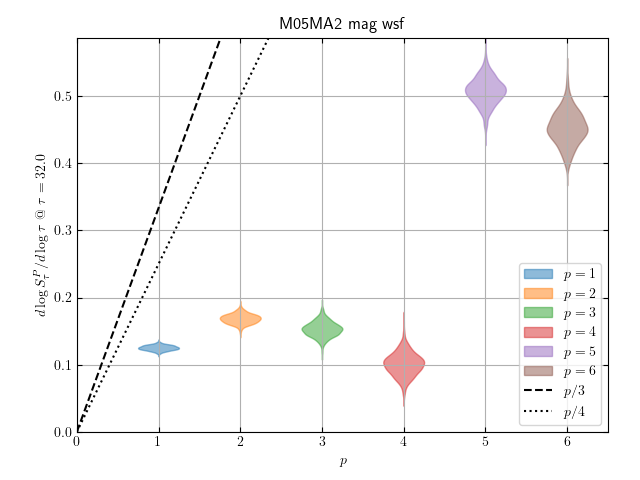 M05MA2 mag wsf
d log S_τ^P / d log τ @ τ = 32.0
0.5
0.4
0.3
0.2
0.1
0.0
p = 1
p = 2
p = 3
p = 4
p = 5
p = 6
p/3
p/4
0 1 2 3 4 5 6
p